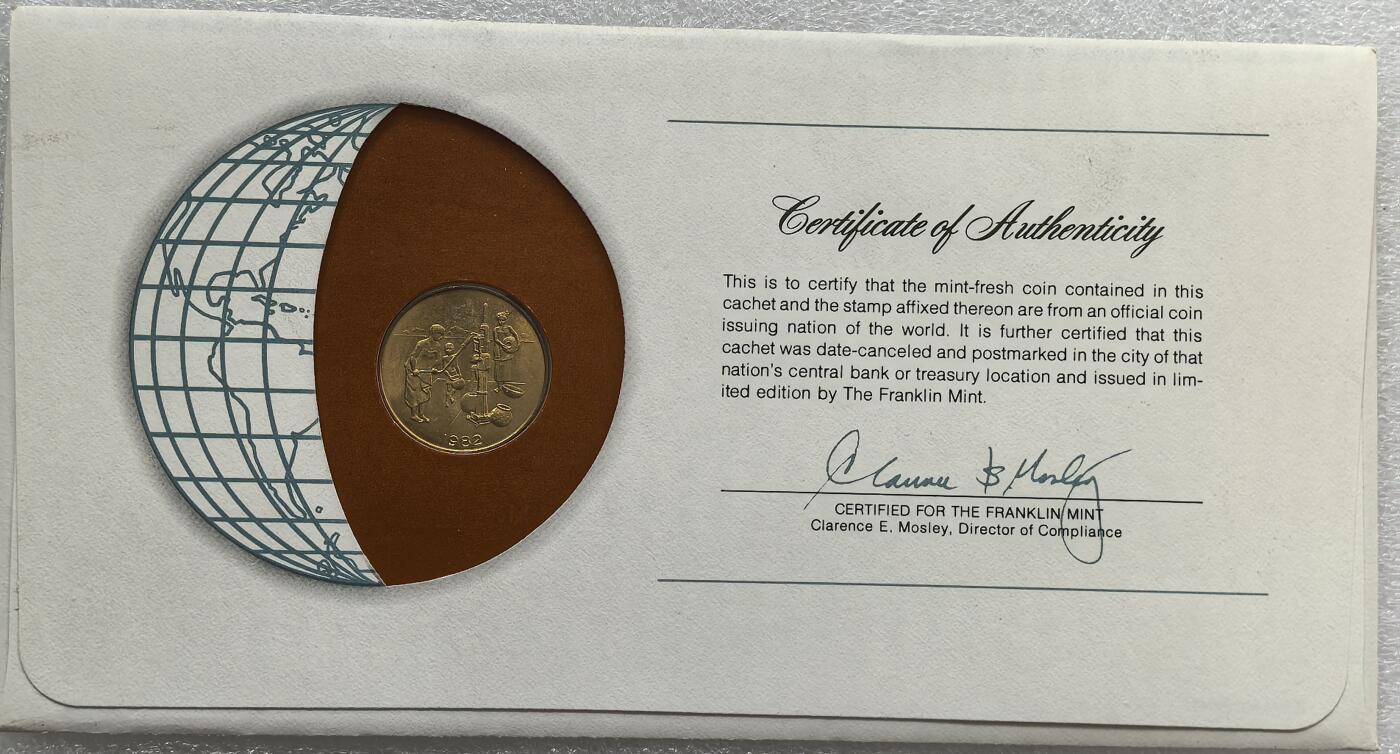 Certificate of Authenticity
This is to certify that the mint-fresh coin contained in this
cachet and the stamp affixed thereon are from an official coin
issuing nation of the world. It is further certified that this
cachet was date-canceled and postmarked in the city of that
nation's central bank or treasury location and issued in lim-
ited edition by The Franklin Mint.
Clarence E Mosley
CERTIFIED FOR THE FRANKLIN MINT
Clarence E. Mosley, Director of Compliance
1982